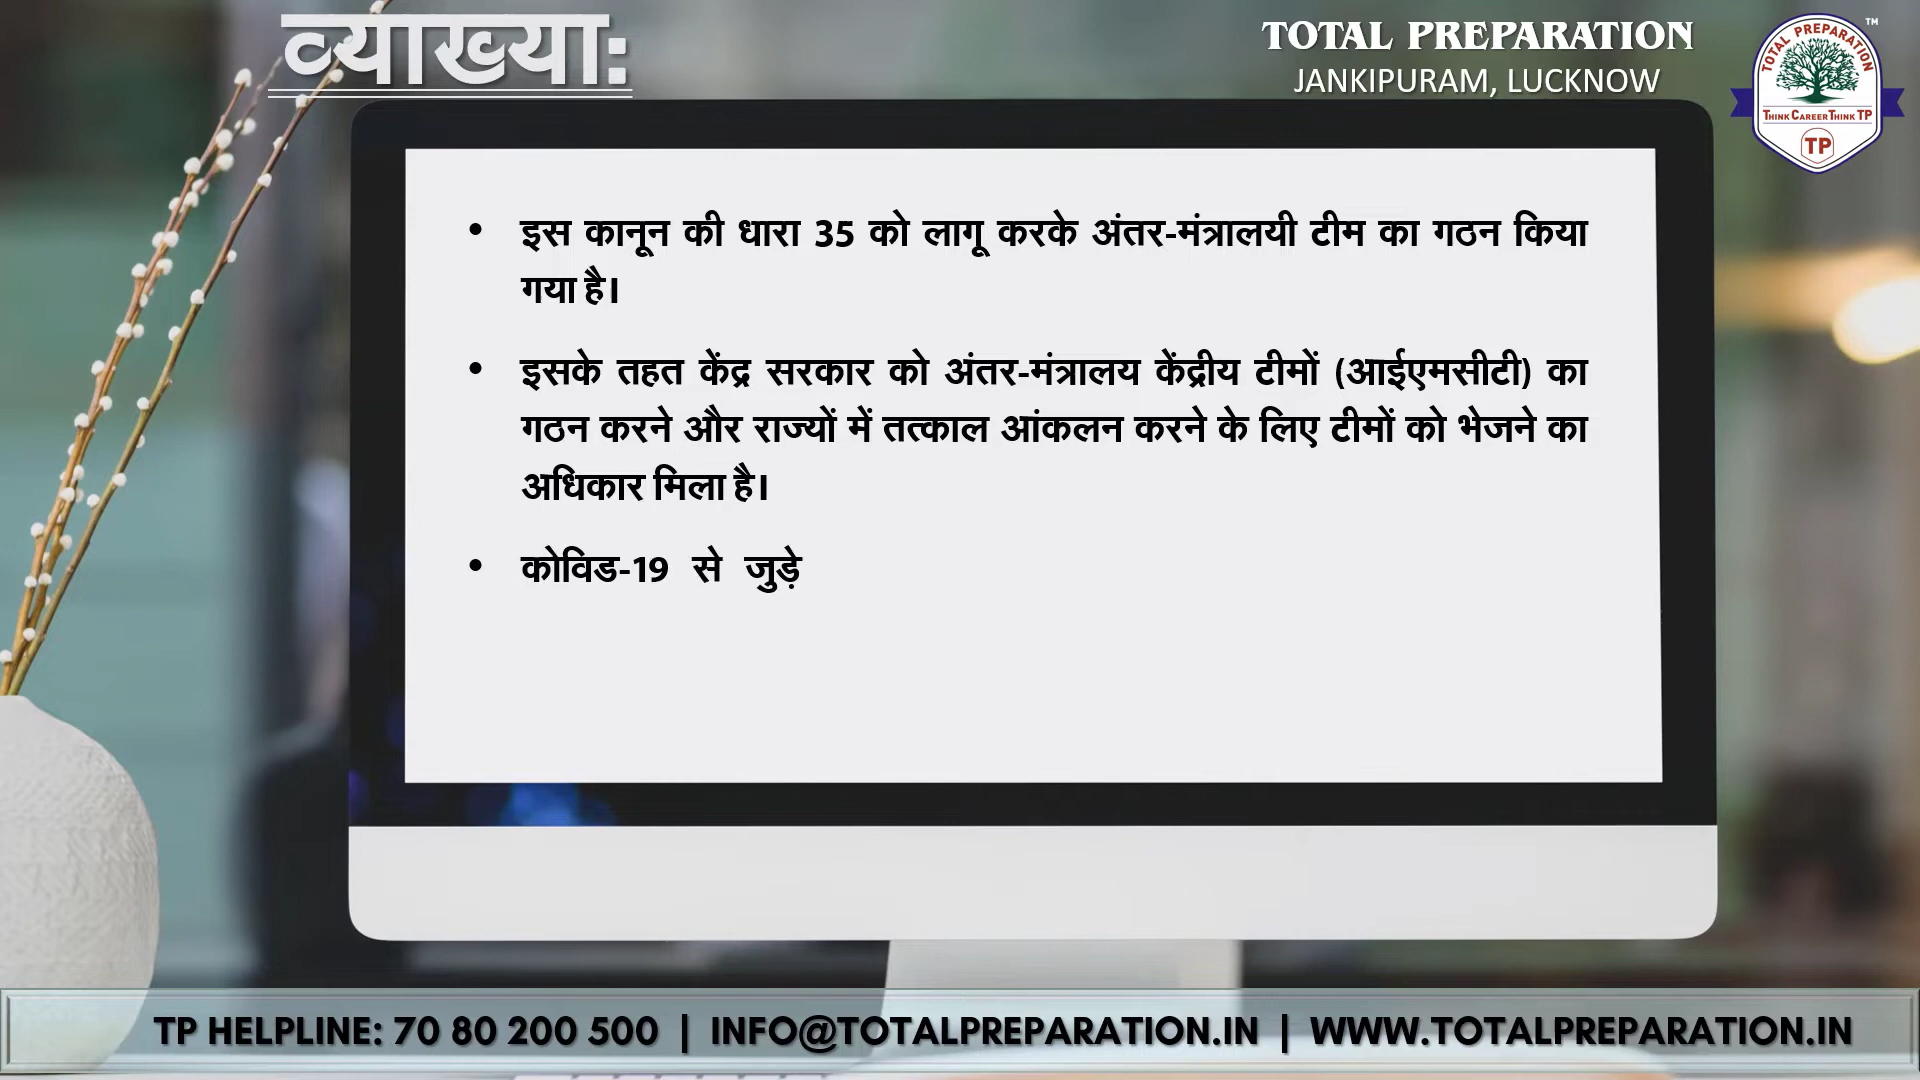 व्याख्या:
TOTAL PREPARATION
JANKIPURAM, LUCKNOW
TM
TOTAL PREPARATION
THINK CAREER THINK TP
TP
• इस कानून की धारा 35 को लागू करके अंतर-मंत्रालयी टीम का गठन किया
गया है।
• इसके तहत केंद्र सरकार को अंतर-मंत्रालय केंद्रीय टीमों (आईएमसीटी) का
गठन करने और राज्यों में तत्काल आंकलन करने के लिए टीमों को भेजने का
अधिकार मिला है।
• कोविड-19 से जुड़े
TP HELPLINE: 70 80 200 500 | INFO@TOTALPREPARATION.IN | WWW.TOTALPREPARATION.IN